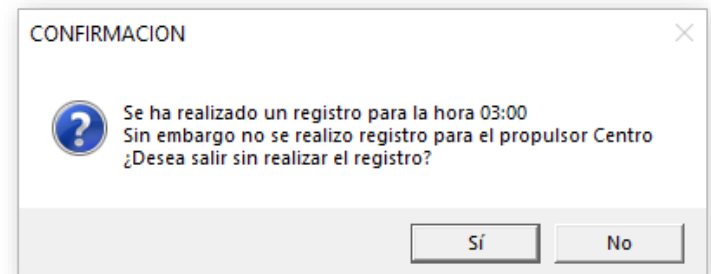 CONFIRMACION
Se ha realizado un registro para la hora 03:00
Sin embargo no se realizo registro para el propulsor Centro
¿Desea salir sin realizar el registro?
Sí
No